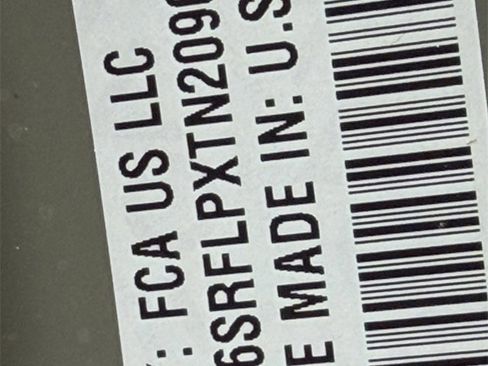 : FCA US LLC
6SRFLPXTN209
E MADE IN: U.S